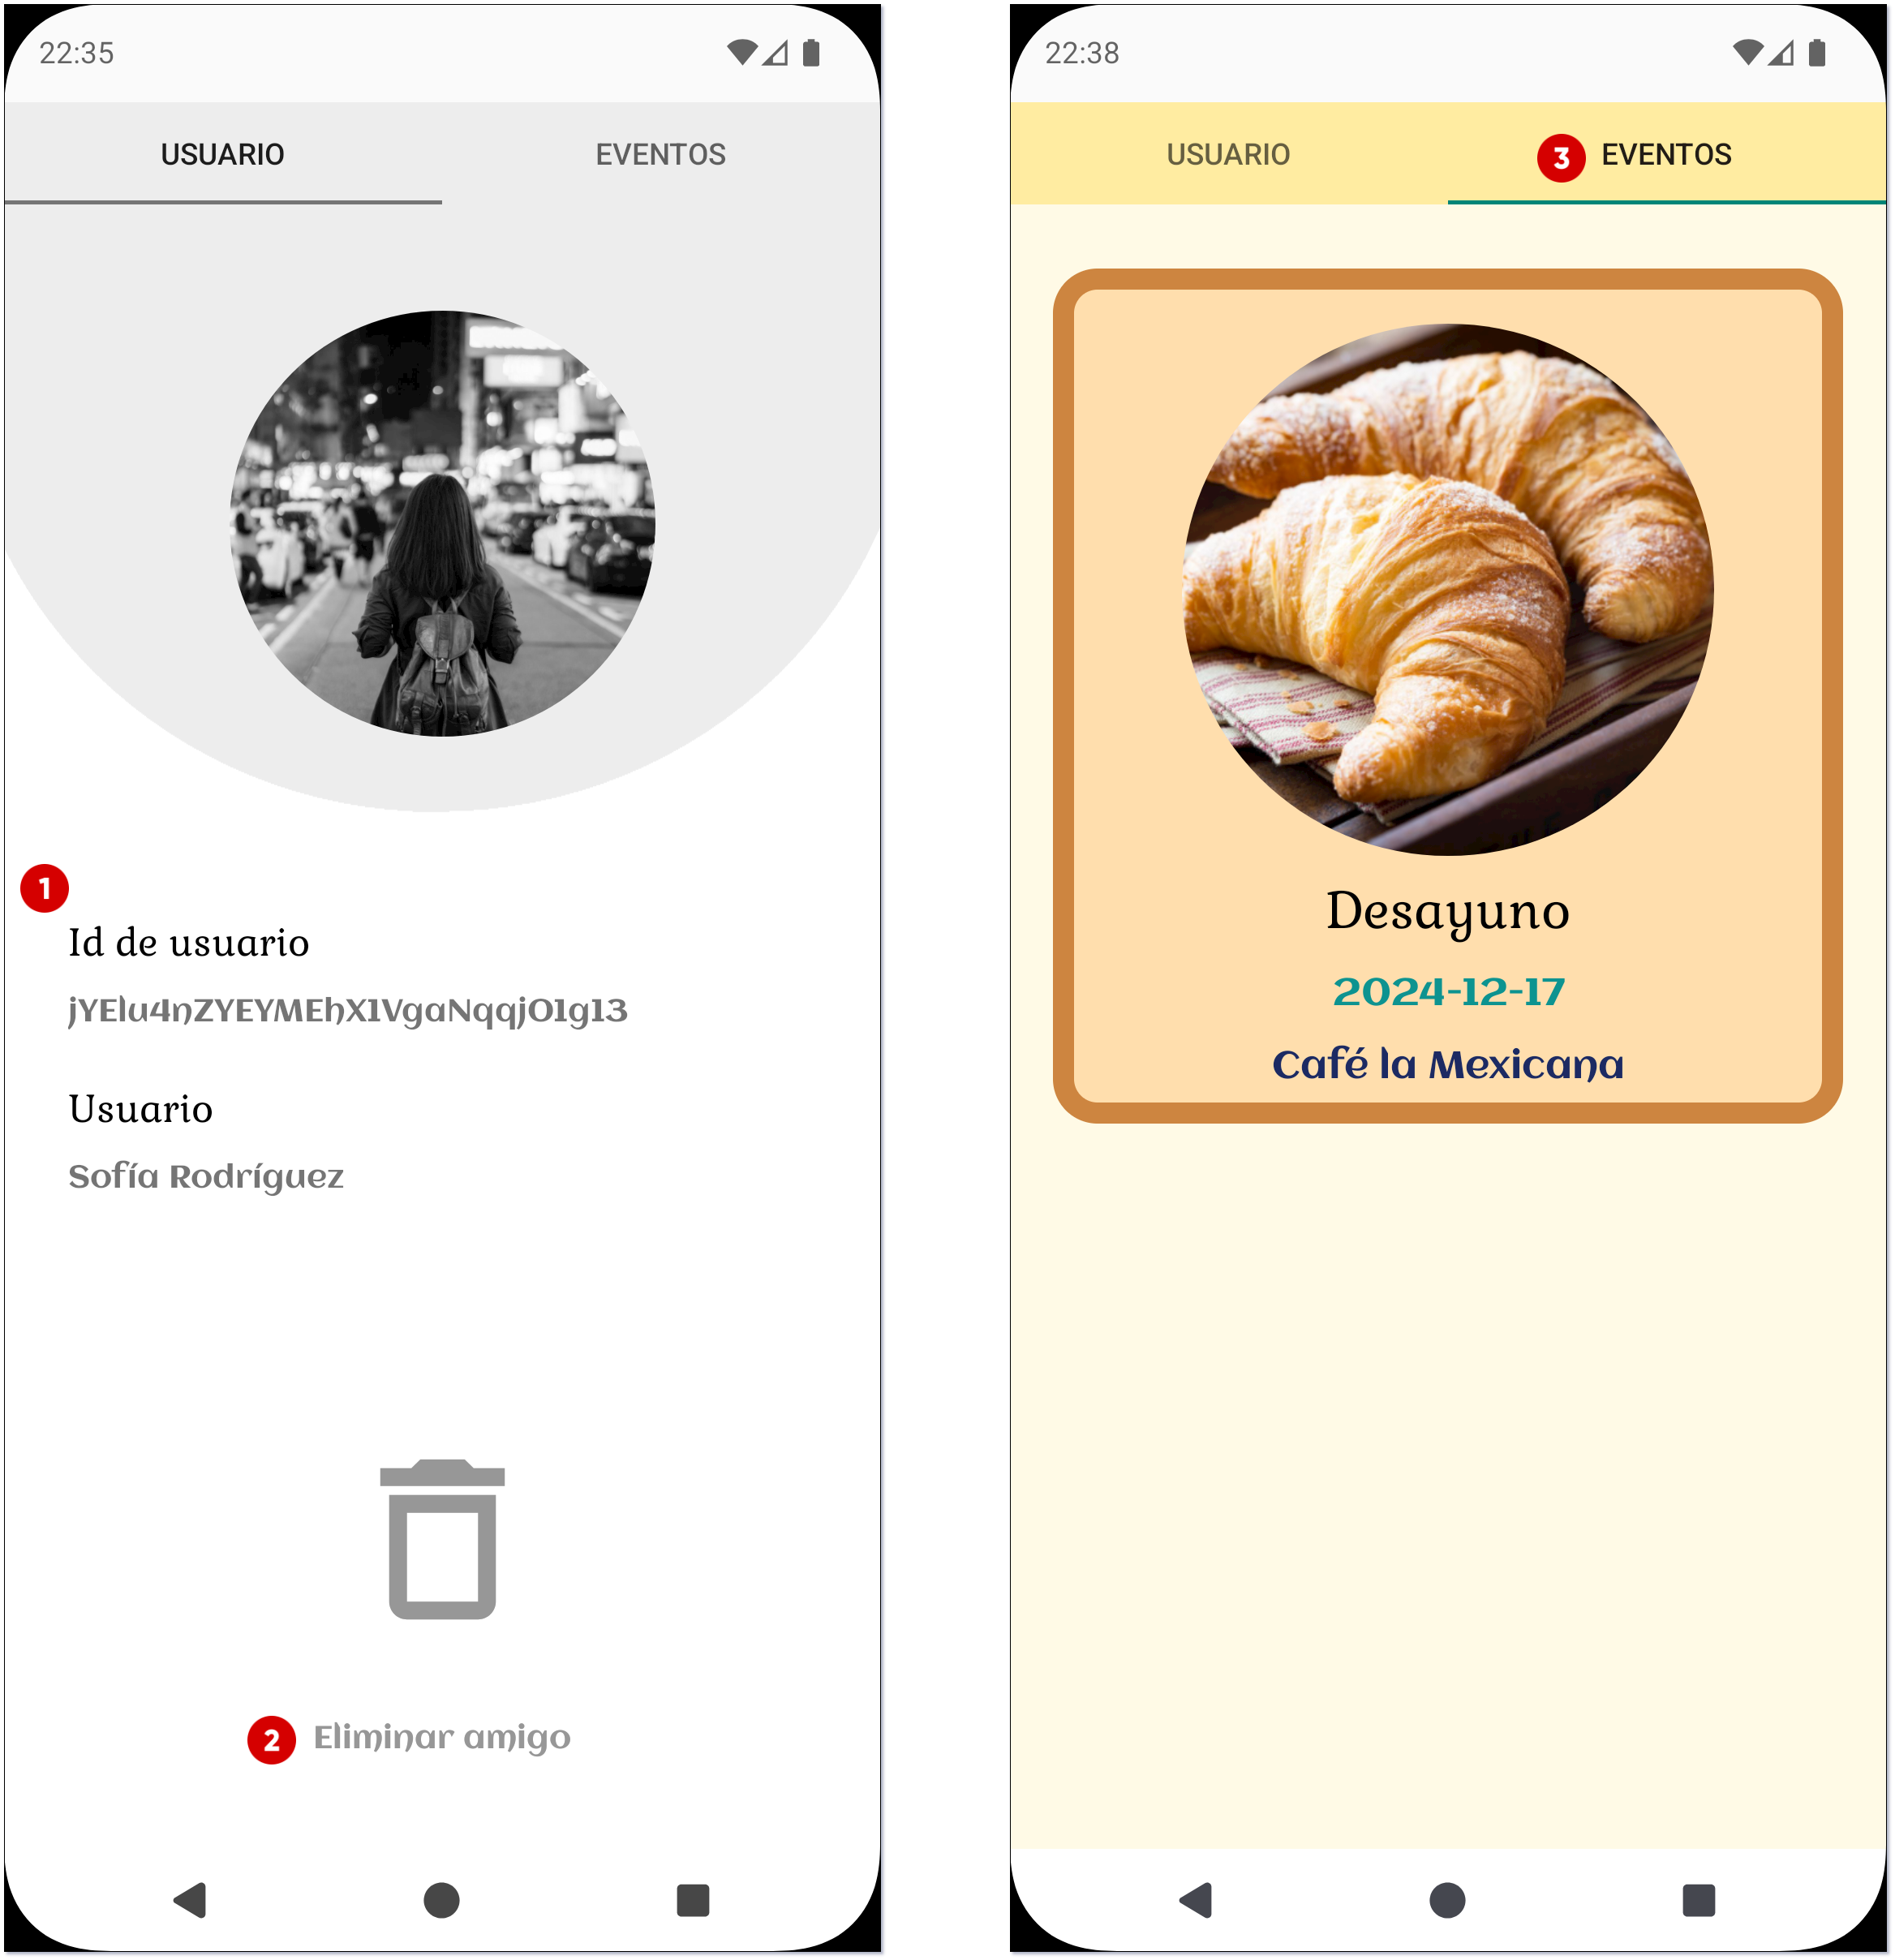 22:35
USUARIO EVENTOS
1
Id de usuario
jYElu4nZYEYMEhX1VgaNqqjO1g13
Usuario
Sofía Rodríguez
2 Eliminar amigo
22:38
USUARIO 3 EVENTOS
Desayuno
2024-12-17
Café la Mexicana